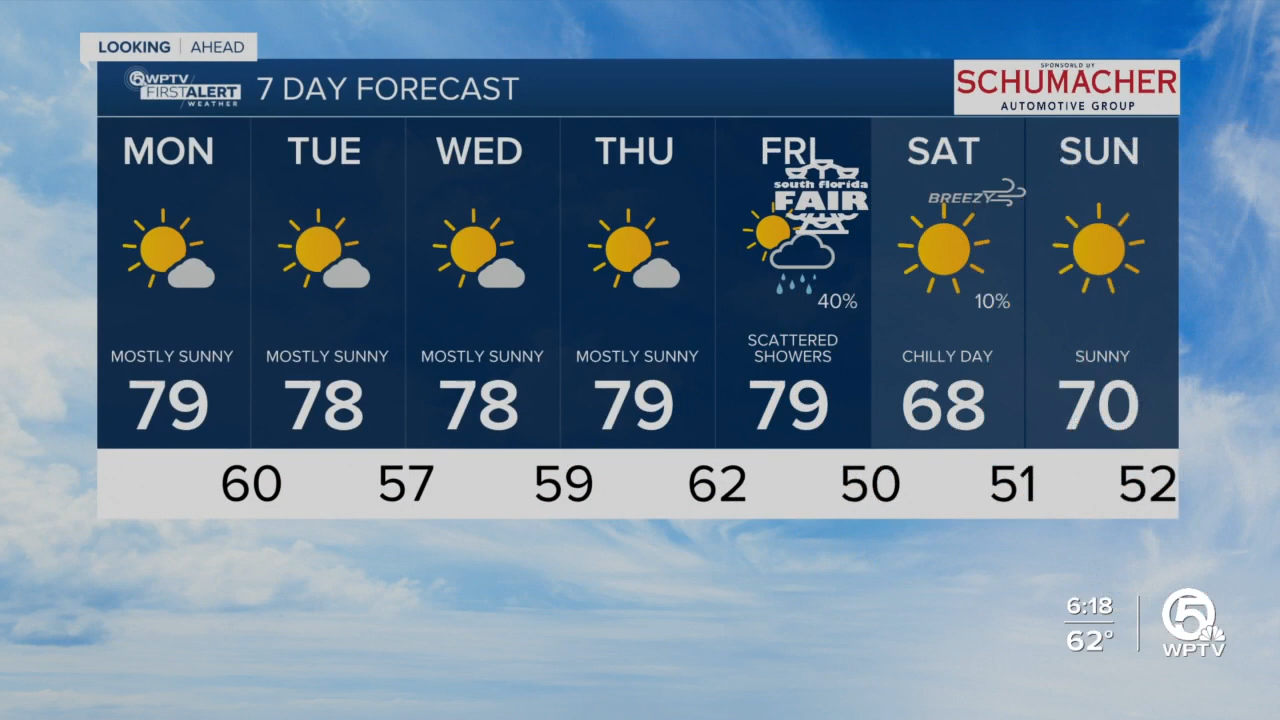 LOOKING | AHEAD
5 WPTV
FIRST ALERT
WEATHER
7 DAY FORECAST
SPONSORED BY
SCHUMACHER
AUTOMOTIVE GROUP
MON TUE WED THU FRI SAT SUN
south florida
FAIR
BREEZY
40% 10%
MOSTLY SUNNY MOSTLY SUNNY MOSTLY SUNNY MOSTLY SUNNY SCATTERED SHOWERS CHILLY DAY SUNNY
79 78 78 79 79 68 70
60 57 59 62 50 51 52
6:18
62°
5
WPTV